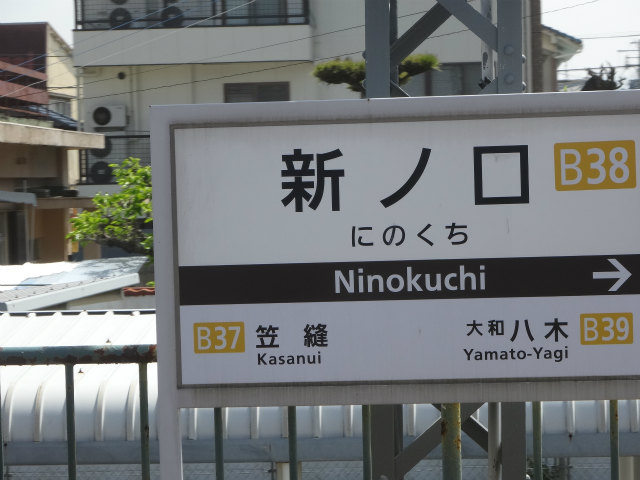 新ノ口 B38
にのくち
Ninokuchi →
B37 笠縫
Kasanui
大和八木 B39
Yamato-Yagi